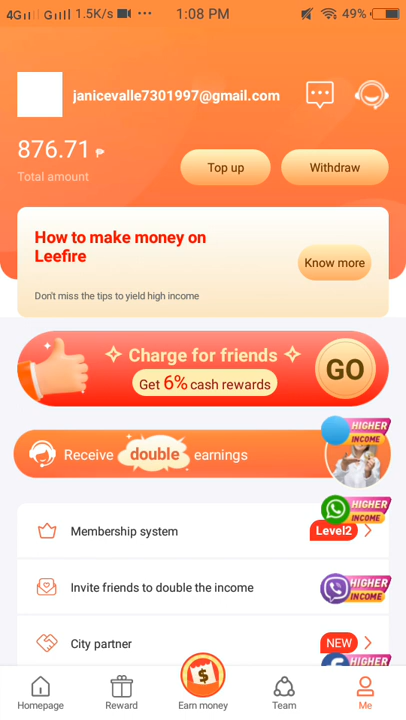 4G G 1.5K/s ... 1:08 PM 49%
janicevalle7301997@gmail.com
876.71 ₱
Total amount
Top up
Withdraw
How to make money on
Leefire
Know more
Don't miss the tips to yield high income
Charge for friends
Get 6% cash rewards
GO
HIGHER
INCOME
Receive double earnings
HIGHER
INCOME
Membership system
Level2
Invite friends to double the income
HIGHER
INCOME
City partner
NEW
HIGHER
$
Homepage
Reward
Earn money
Team
Me